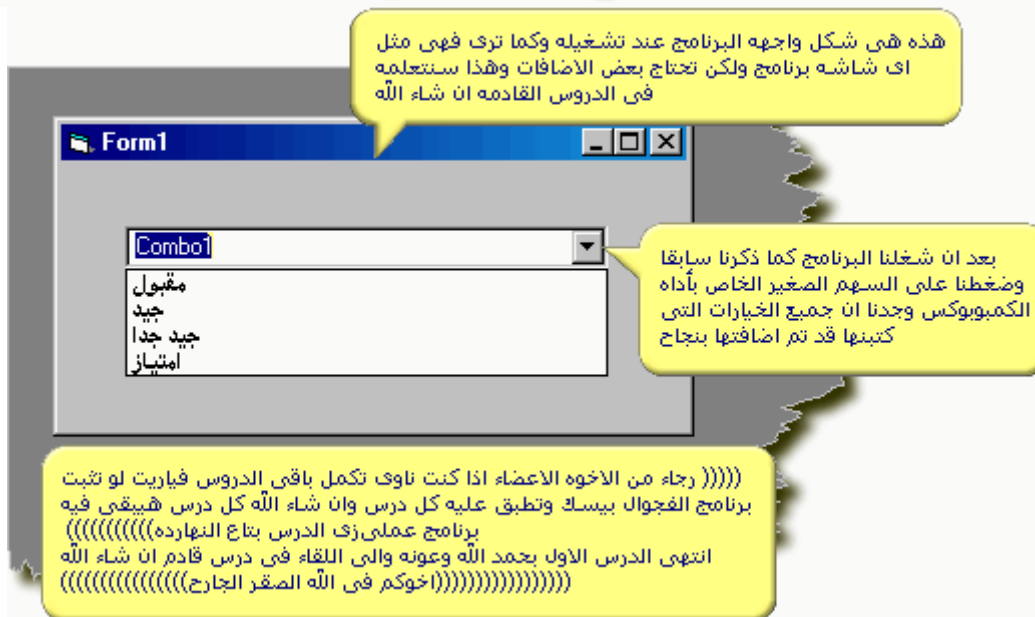 هذه هى شكل واجهه البرنامج عند تشغيله وكما ترى فهى مثل
اى شاشه برنامج ولكن تحتاج بعض الاضافات وهذا سنتعلمه
فى الدروس القادمه ان شاء الله
Form1
Combo1
مقبول
جيد
جيد جدا
امتياز
بعد ان شغلنا البرنامج كما ذكرنا سابقا
وضغطنا على السهم الصغير الخاص بأداه
الكمبوبوكس وجدنا ان جميع الخيارات التى
كتبنها قد تم اضافتها بنجاح
((((( رجاء من الاخوه الاعضاء اذا كنت ناوى تكمل باقى الدروس فياريت لو تثبت
برنامج الفجوال بيسك وتطبق عليه كل درس وان شاء الله كل درس هيبقى فيه
برنامج عملى زى الدرس بتاع النهارده)))))))))))
انتهى الدرس الاول بحمد الله وعونه والى اللقاء فى درس قادم ان شاء الله
((((((((((((((((((اخوكم فى الله الصقر الجارح)))))))))))))))))